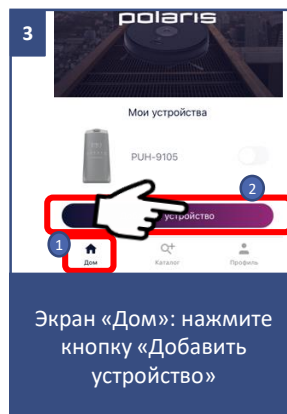 3
polaris
Мои устройства
PUH-9105
2
устройство
1
Дом
Каталог
Профиль
Экран «Дом»: нажмите
кнопку «Добавить
устройство»